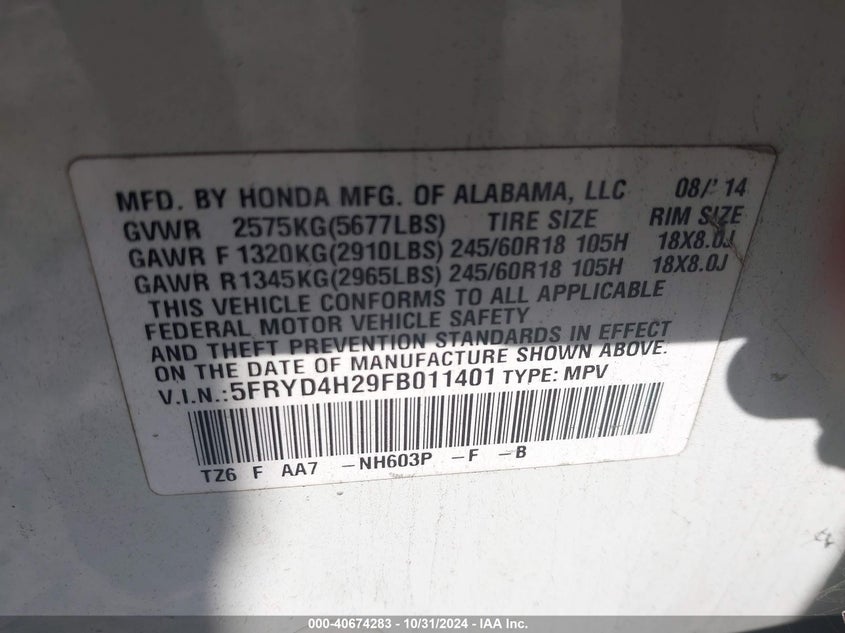 MFD. BY HONDA MFG. OF ALABAMA, LLC 08/14
GVWR 2575KG(5677LBS) TIRE SIZE RIM SIZE
GAWR F 1320KG(2910LBS) 245/60R18 105H 18X8.0J
GAWR R 1345KG(2965LBS) 245/60R18 105H 18X8.0J
THIS VEHICLE CONFORMS TO ALL APPLICABLE
FEDERAL MOTOR VEHICLE SAFETY
AND THEFT PREVENTION STANDARDS IN EFFECT
ON THE DATE OF MANUFACTURE SHOWN ABOVE.
V.I.N.:5FRYD4H29FB011401 TYPE: MPV
TZ6 F AA7 -NH603P -F -B
000-40674283 - 10/31/2024 - IAA Inc.